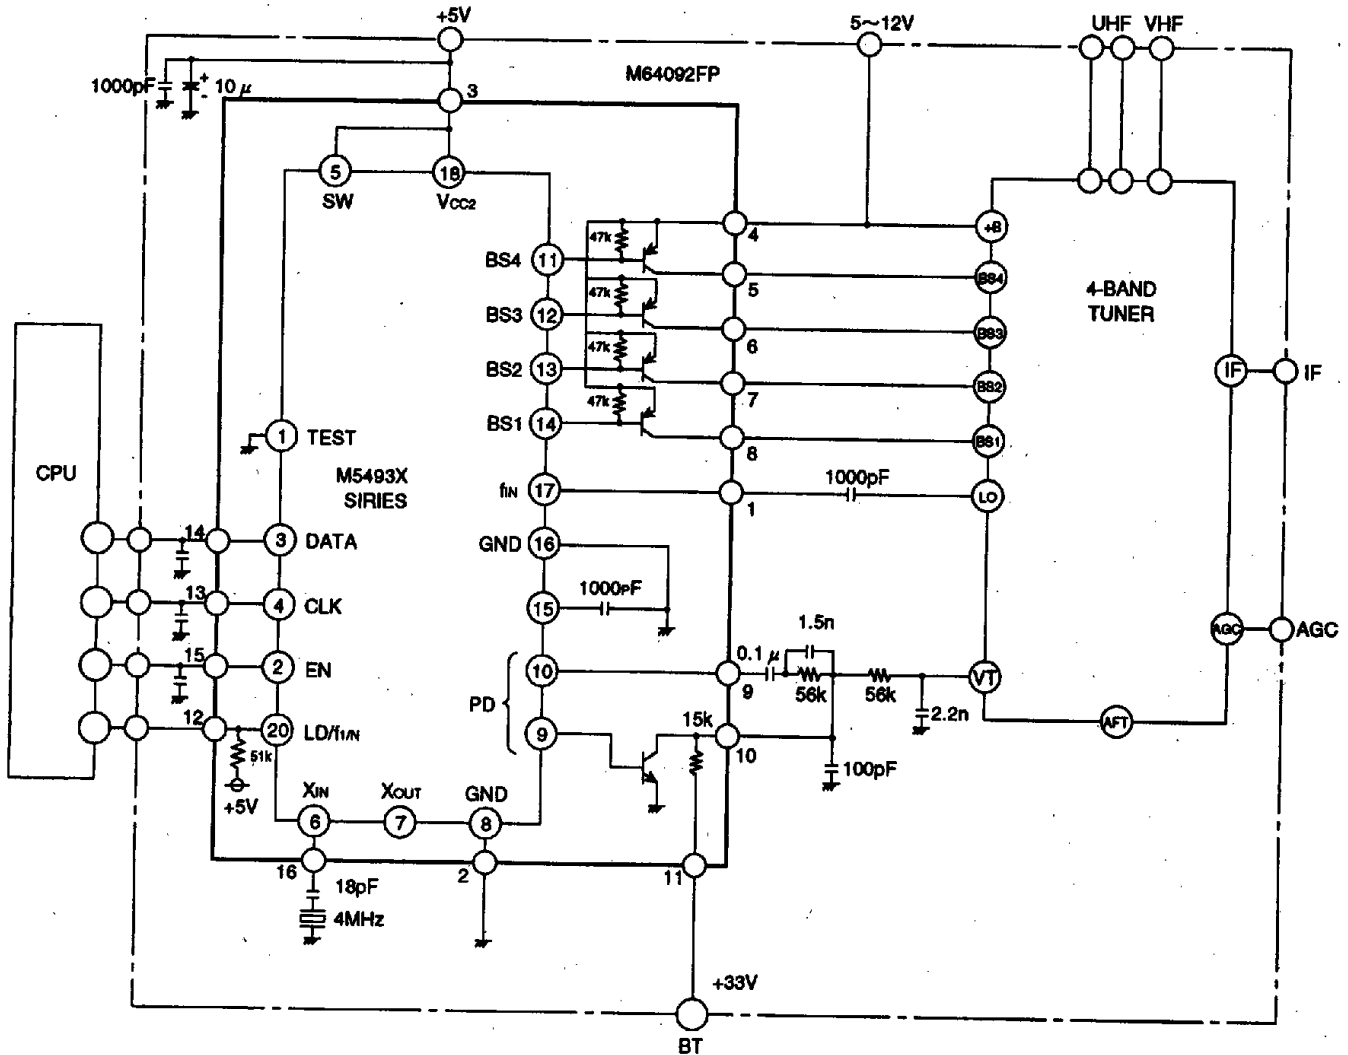 +5V
5~12V
UHF VHF
1000pF
+
-
10 μ
M64092FP
3
5
18
SW
VCC2
4
+B
47k
BS4
11
5
BS4
4-BAND
TUNER
47k
BS3
12
6
BS3
47k
BS2
13
7
BS2
IF
IF
47k
BS1
14
8
BS1
1
TEST
CPU
M5493X
SIRIES
fIN
17
1
1000pF
LO
14
3
DATA
GND
16
13
4
CLK
15
1000PF
15
2
EN
PD
10
9
0.1 μ
1.5n
56k
56k
VT
2.2n
AGC
AGC
12
20
LD/f1/N
51k
+5V
9
15k
10
100pF
AFT
XIN
XOUT
GND
6
7
8
16
2
11
18pF
4MHz
+33V
BT